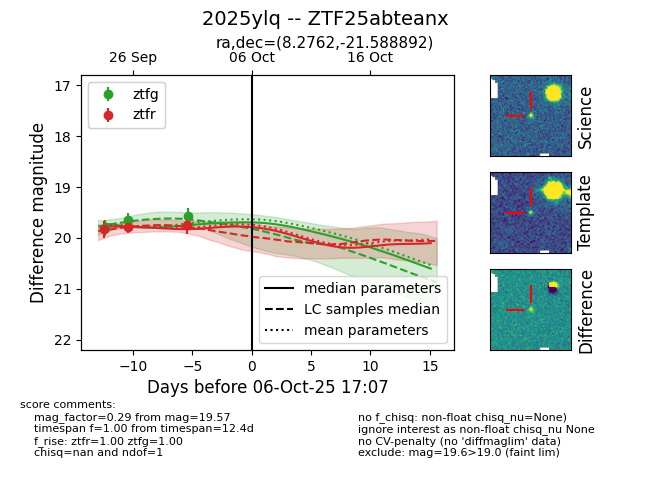 2025ylq -- ZTF25abteanx
ra,dec=(8.2762,-21.588892)
26 Sep
06 Oct
16 Oct
17
18
19
20
21
22
Difference magnitude
ztfg
ztfr
median parameters
LC samples median
mean parameters
−10
−5
0
5
10
15
Days before 06-Oct-25 17:07
Science
Template
Difference
score comments:
mag_factor=0.29 from mag=19.57
timespan f=1.00 from timespan=12.4d
f_rise: ztfr=1.00 ztfg=1.00
chisq=nan and ndof=1
no f_chisq: non-float chisq_nu=None)
ignore interest as non-float chisq_nu None
no CV-penalty (no 'diffmaglim' data)
exclude: mag=19.6>19.0 (faint lim)